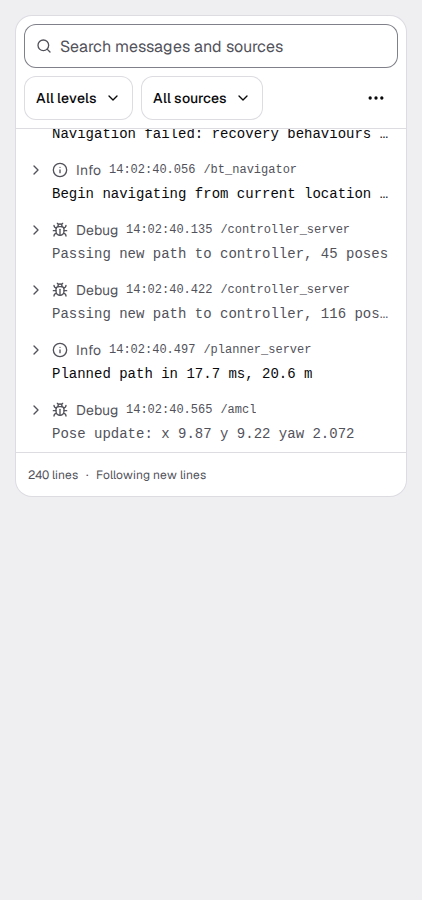 Search messages and sources
All levels All sources
Navigation failed: recovery behaviours …
Info 14:02:40.056 /bt_navigator
Begin navigating from current location …
Debug 14:02:40.135 /controller_server
Passing new path to controller, 45 poses
Debug 14:02:40.422 /controller_server
Passing new path to controller, 116 pos…
Info 14:02:40.497 /planner_server
Planned path in 17.7 ms, 20.6 m
Debug 14:02:40.565 /amcl
Pose update: x 9.87 y 9.22 yaw 2.072
240 lines · Following new lines